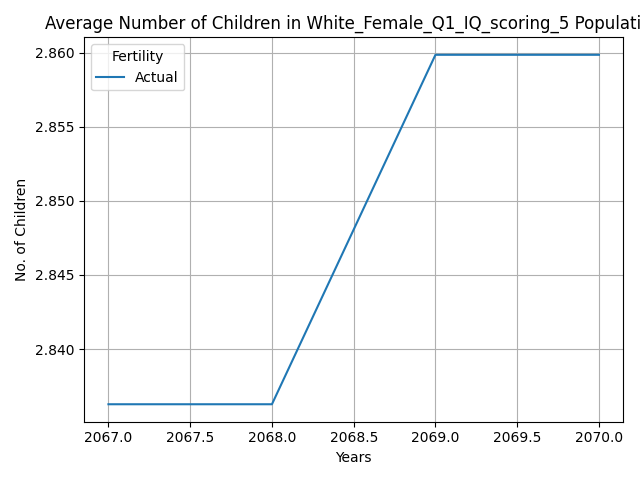 Average Number of Children in White_Female_Q1_IQ_scoring_5 Populati
Fertility
Actual
2.860
2.855
2.850
2.845
2.840
No. of Children
2067.0 2067.5 2068.0 2068.5 2069.0 2069.5 2070.0
Years